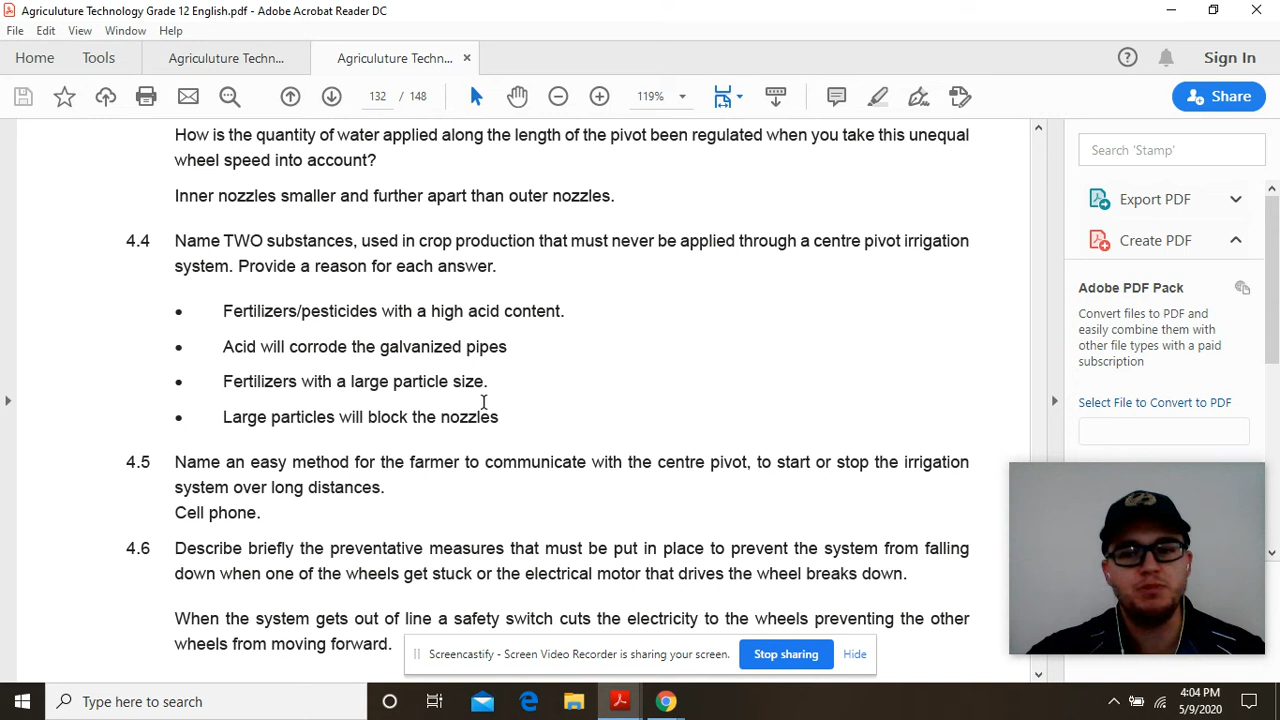 Agriculuture Technology Grade 12 English.pdf - Adobe Acrobat Reader DC
File Edit View Window Help
Home Tools Agriculuture Techn... Agriculuture Techn... × Sign In
132 / 148 119% Share
How is the quantity of water applied along the length of the pivot been regulated when you take this unequal
wheel speed into account?
Inner nozzles smaller and further apart than outer nozzles.
4.4 Name TWO substances, used in crop production that must never be applied through a centre pivot irrigation
system. Provide a reason for each answer.
• Fertilizers/pesticides with a high acid content.
• Acid will corrode the galvanized pipes
• Fertilizers with a large particle size.
• Large particles will block the nozzles
4.5 Name an easy method for the farmer to communicate with the centre pivot, to start or stop the irrigation
system over long distances.
Cell phone.
4.6 Describe briefly the preventative measures that must be put in place to prevent the system from falling
down when one of the wheels get stuck or the electrical motor that drives the wheel breaks down.
When the system gets out of line a safety switch cuts the electricity to the wheels preventing the other
wheels from moving forward.
Search 'Stamp'
Export PDF
Create PDF
Adobe PDF Pack
Convert files to PDF and
easily combine them with
other file types with a paid
subscription
Select File to Convert to PDF
Screencastify - Screen Video Recorder is sharing your screen. Stop sharing Hide
Type here to search
4:04 PM
5/9/2020